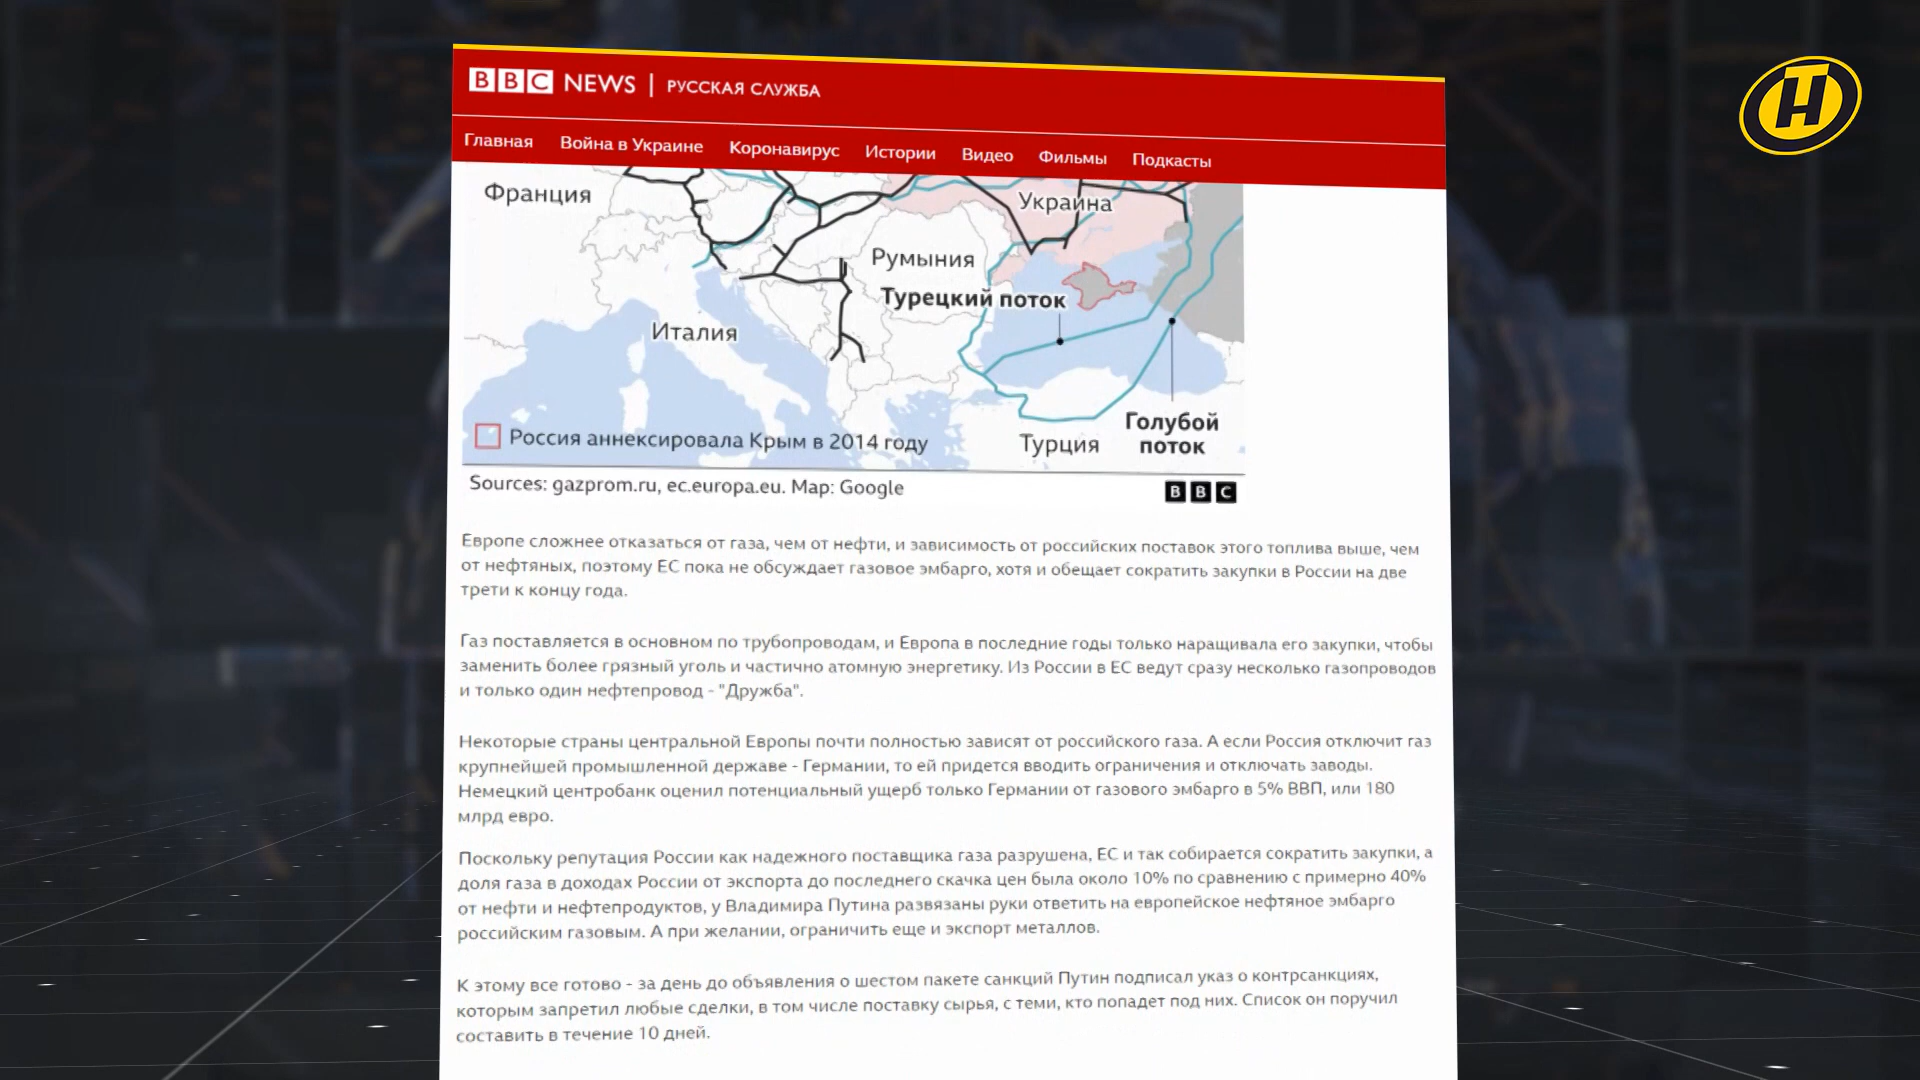 BBC NEWS | РУССКАЯ СЛУЖБА
Главная Война в Украине Коронавирус Истории Видео Фильмы Подкасты
Франция
Украина
Румыния
Турецкий поток
Италия
Голубой
поток
Турция
Россия аннексировала Крым в 2014 году
Sources: gazprom.ru, ec.europa.eu. Map: Google
BBC
Европе сложнее отказаться от газа, чем от нефти, и зависимость от российских поставок этого топлива выше, чем
от нефтяных, поэтому ЕС пока не обсуждает газовое эмбарго, хотя и обещает сократить закупки в России на две
трети к концу года.
Газ поставляется в основном по трубопроводам, и Европа в последние годы только наращивала его закупки, чтобы
заменить более грязный уголь и частично атомную энергетику. Из России в ЕС ведут сразу несколько газопроводов
и только один нефтепровод - "Дружба".
Некоторые страны центральной Европы почти полностью зависят от российского газа. А если Россия отключит газ
крупнейшей промышленной державе - Германии, то ей придется вводить ограничения и отключать заводы.
Немецкий центробанк оценил потенциальный ущерб только Германии от газового эмбарго в 5% ВВП, или 180
млрд евро.
Поскольку репутация России как надежного поставщика газа разрушена, ЕС и так собирается сократить закупки, а
доля газа в доходах России от экспорта до последнего скачка цен была около 10% по сравнению с примерно 40%
от нефти и нефтепродуктов, у Владимира Путина развязаны руки ответить на европейское нефтяное эмбарго
российским газовым. А при желании, ограничить еще и экспорт металлов.
К этому все готово - за день до объявления о шестом пакете санкций Путин подписал указ о контрсанкциях,
которым запретил любые сделки, в том числе поставку сырья, с теми, кто попадет под них. Список он поручил
составить в течение 10 дней.